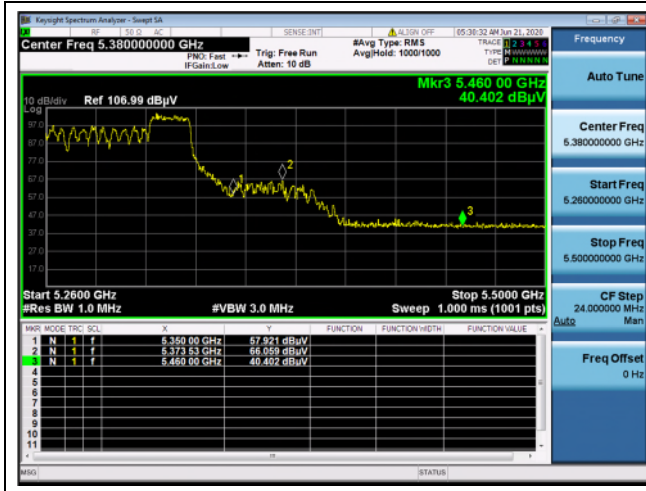 Keysight Spectrum Analyzer - Swept SA
RF 50 Ω AC SENSE:INT ALIGN OFF 05:30:32 AM Jun 21, 2020
Center Freq 5.380000000 GHz
PNO: Fast
IFGain:Low
Trig: Free Run
Atten: 10 dB
#Avg Type: RMS
Avg|Hold: 1000/1000
TRACE 1 2 3 4 5 6
TYPE M WWWWW
DET P N N N N N
Mkr3 5.460 00 GHz
40.402 dBµV
10 dB/div Ref 106.99 dBµV
Log
97.0
87.0
77.0
67.0
57.0
47.0
37.0
27.0
17.0
1
2
3
Start 5.2600 GHz Stop 5.5000 GHz
#Res BW 1.0 MHz #VBW 3.0 MHz Sweep 1.000 ms (1001 pts)
MKR MODE TRC SCL X Y FUNCTION FUNCTION WIDTH FUNCTION VALUE
1 N 1 f 5.350 00 GHz 57.921 dBµV
2 N 1 f 5.373 53 GHz 66.059 dBµV
3 N 1 f 5.460 00 GHz 40.402 dBµV
4
5
6
7
8
9
10
11
MSG STATUS
Frequency
Auto Tune
Center Freq
5.380000000 GHz
Start Freq
5.260000000 GHz
Stop Freq
5.500000000 GHz
CF Step
24.000000 MHz
Auto Man
Freq Offset
0 Hz